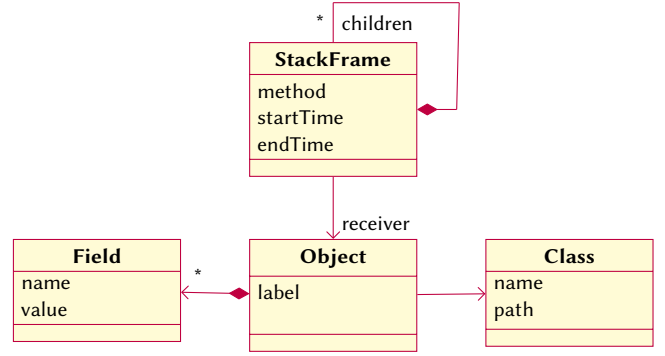 * children
StackFrame
method
startTime
endTime
receiver
Field
name
value
*
Object
label
Class
name
path